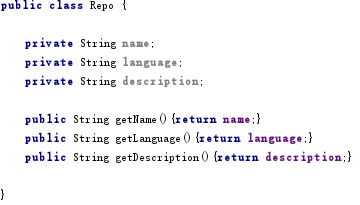 public class Repo {
private String name;
private String language;
private String description;
public String getName() {return name;}
public String getLanguage() {return language;}
public String getDescription() {return description;}
}